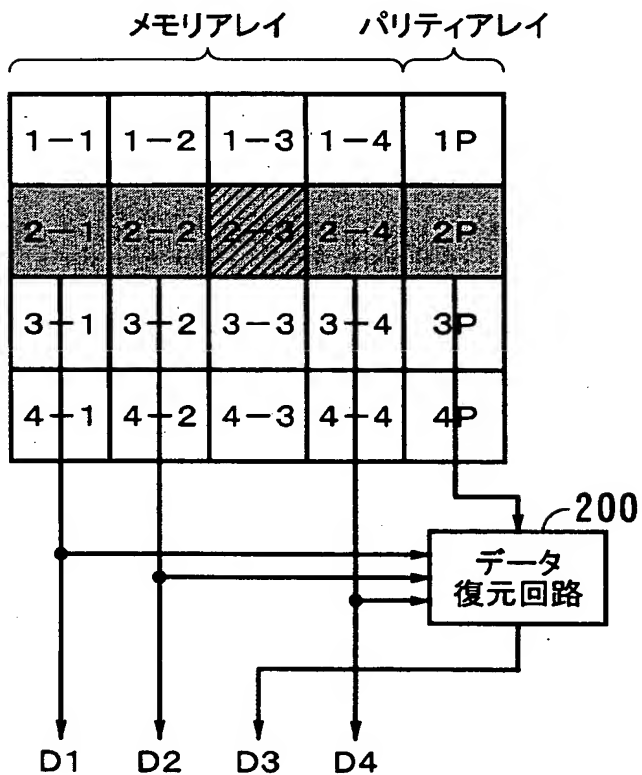 メモリアレイ パリティアレイ
1-1 1-2 1-3 1-4 1P
2-1 2-2 2-3 2-4 2P
3-1 3-2 3-3 3-4 3P
4-1 4-2 4-3 4-4 4P
200
データ
復元回路
D1 D2 D3 D4